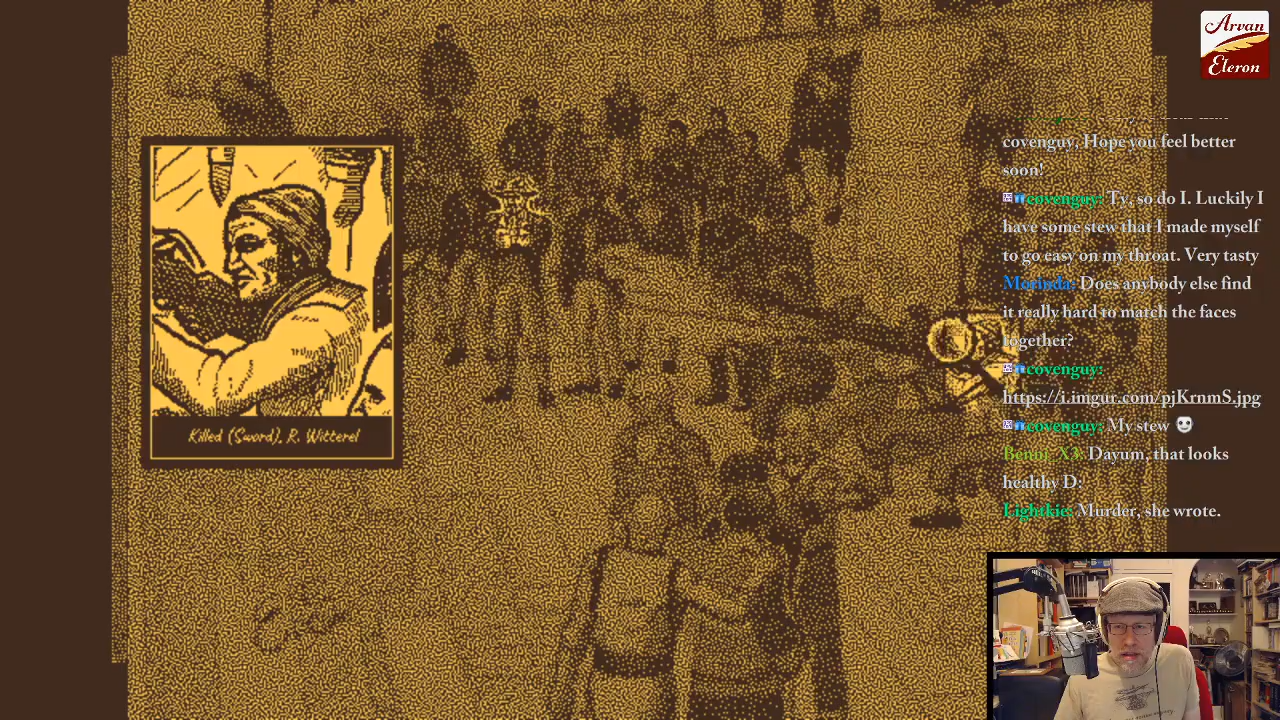 Arvan
Eleron
covenguy, Hope you feel better
soon!
covenguy: Ty, so do I. Luckily I
have some stew that I made myself
to go easy on my throat. Very tasty
Morinda: Does anybody else find
it really hard to match the faces
together?
covenguy:
https://i.imgur.com/pjKrnmS.jpg
covenguy: My stew
Dayum, that looks
healthy D:
Lightkie: Murder, she wrote.
Killed (Sword), R. Witterel